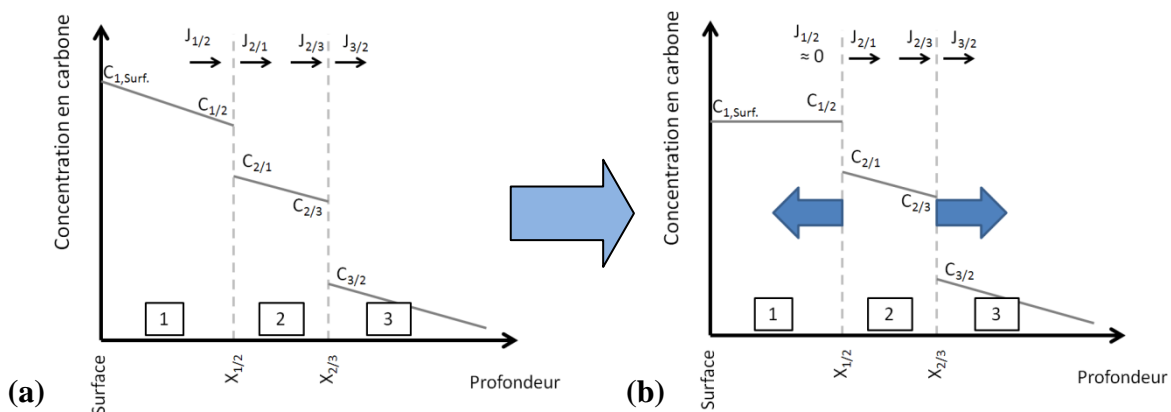 Concentration en carbone
J1/2 J2/1 J2/3 J3/2
C1,Surf.
C1/2
C2/1
C2/3
C3/2
1 2 3
Surface
X1/2
X2/3
Profondeur
(a)
Concentration en carbone
J1/2 J2/1 J2/3 J3/2
≈ 0
C1,Surf.
C1/2
C2/1
C2/3
C3/2
1 2 3
Surface
X1/2
X2/3
Profondeur
(b)